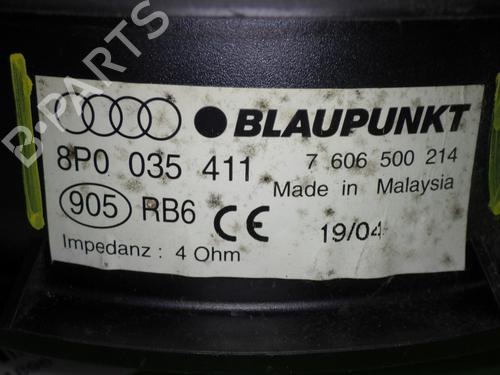 B-PARTS
BLAUPUNKT
8P0 035 411 7 606 500 214
Made in Malaysia
905 RB6 CE 19/04
Impedanz : 4 Ohm